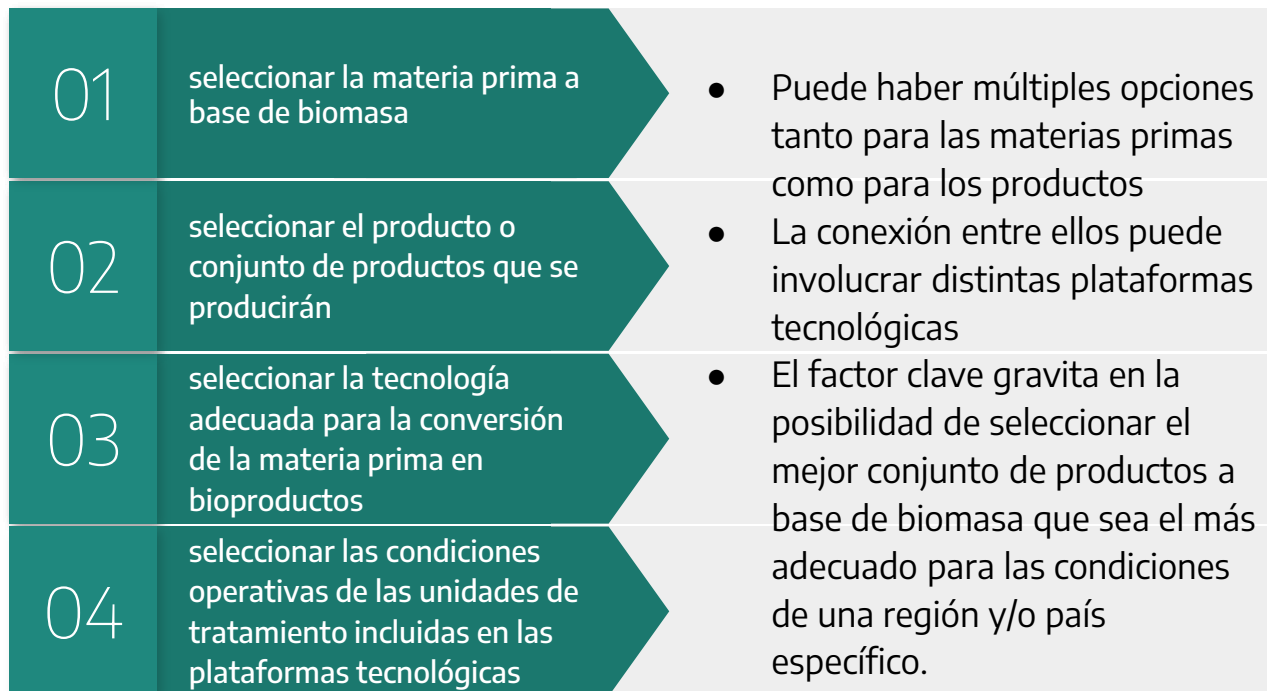 01
seleccionar la materia prima a
base de biomasa
02
seleccionar el producto o
conjunto de productos que se
producirán
03
seleccionar la tecnología
adecuada para la conversión
de la materia prima en
bioproductos
04
seleccionar las condiciones
operativas de las unidades de
tratamiento incluidas en las
plataformas tecnológicas
● Puede haber múltiples opciones
tanto para las materias primas
como para los productos
● La conexión entre ellos puede
involucrar distintas plataformas
tecnológicas
● El factor clave gravita en la
posibilidad de seleccionar el
mejor conjunto de productos a
base de biomasa que sea el más
adecuado para las condiciones
de una región y/o país
específico.